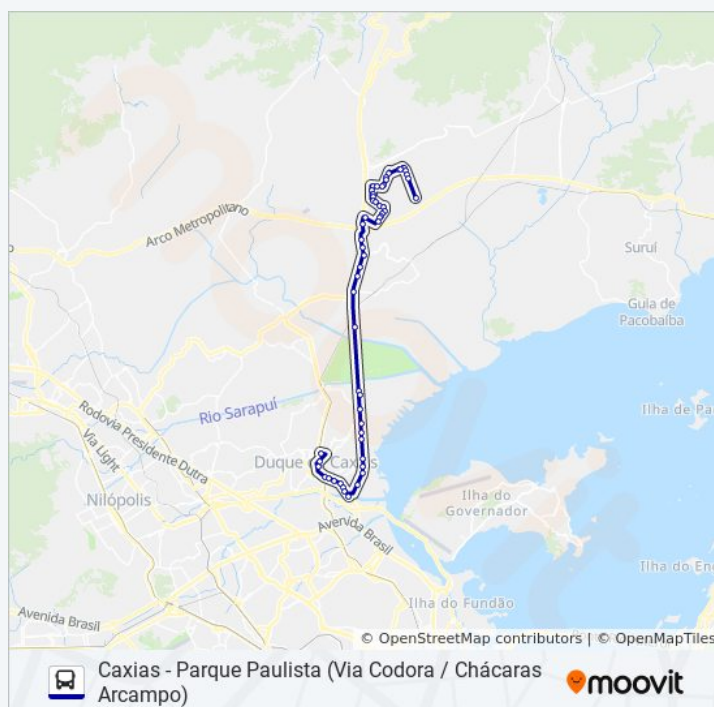 Arco Metropolitano
Suruí
Guia de
Pacobaíba
Rio Sarapuí
Ilha de Pa
Rodovia Presidente Dutra
Via Light
Duque de Caxias
Nilópolis
Ilha do
Governador
Avenida Brasil
Ilha do En
Ilha do Fundão
Avenida Brasil
© OpenStreetMap contributors | © OpenMapTiles
Caxias - Parque Paulista (Via Codora / Chácaras
Arcampo)
moovit